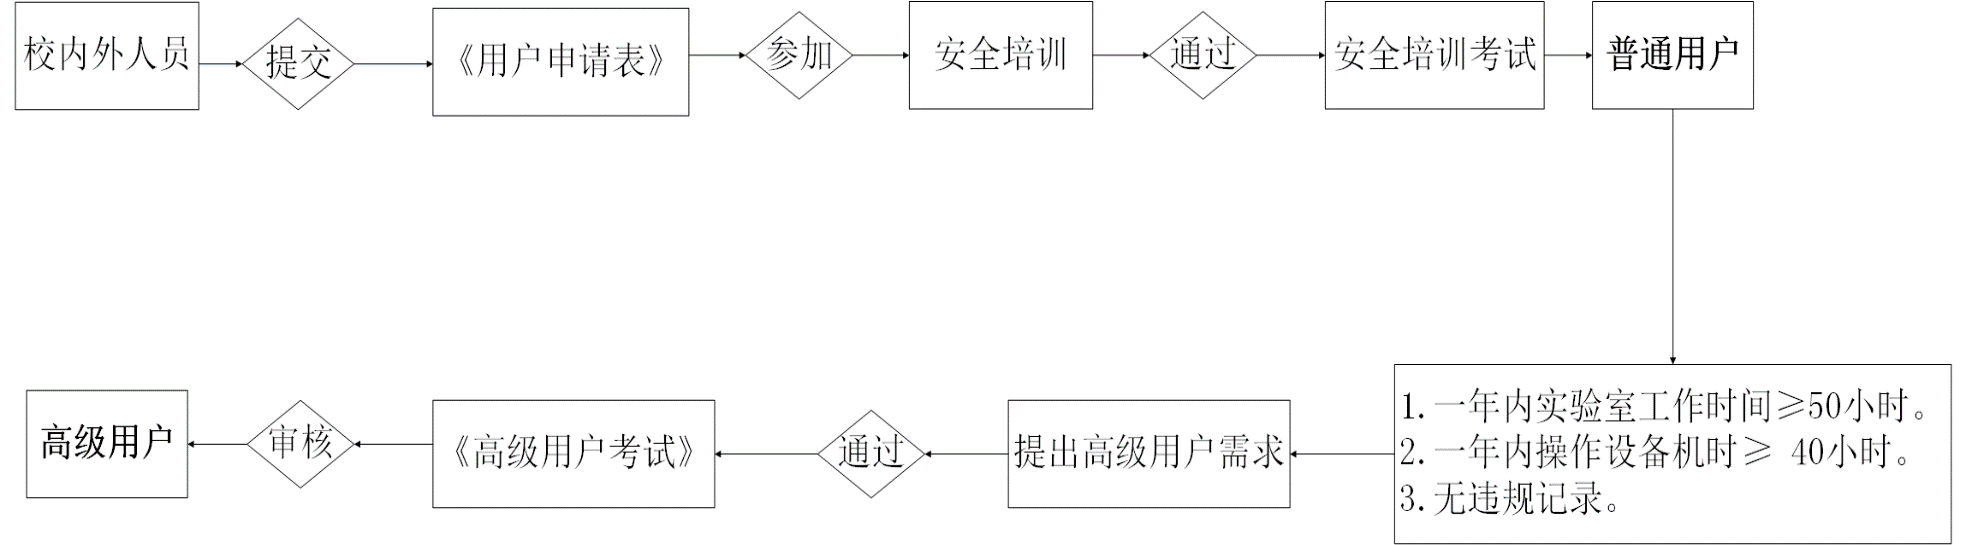 校内外人员
提交
《用户申请表》
参加
安全培训
通过
安全培训考试
普通用户
1.一年内实验室工作时间≥50小时。
2.一年内操作设备机时≥ 40小时。
3.无违规记录。
提出高级用户需求
通过
《高级用户考试》
审核
高级用户